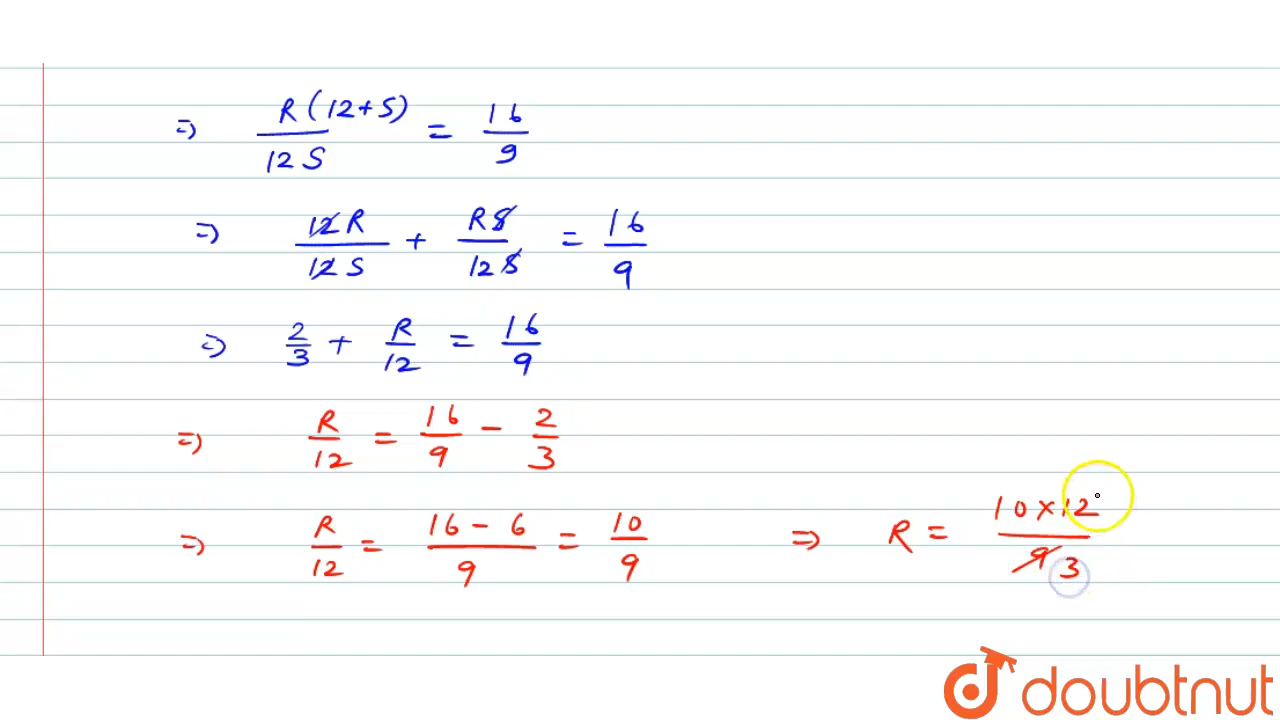 ⇒ R(12+S)/12S = 16/9
⇒ 12R/12S + RS/12S = 16/9
⇒ 2/3 + R/12 = 16/9
⇒ R/12 = 16/9 - 2/3
⇒ R/12 = (16-6)/9 = 10/9 ⇒ R = 10×12/9 3
doubtnut